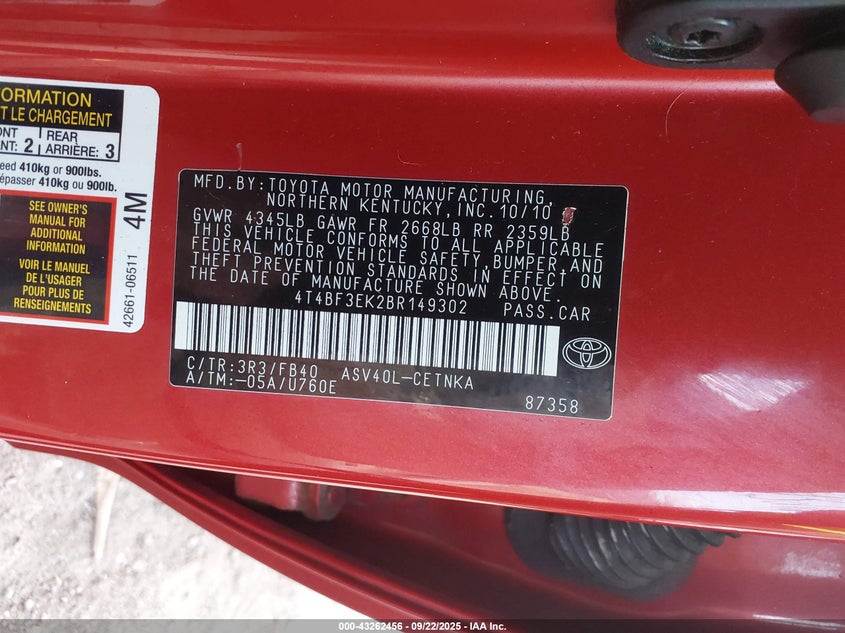 ORMATION
T LE CHARGEMENT
REAR
2 ARRIÈRE: 3
410kg or 900lbs.
410kg ou 900lb.
SEE OWNER'S
MANUAL FOR
ADDITIONAL
INFORMATION
VOIR LE MANUEL
DE L'USAGER
POUR PLUS DE
RENSEIGNEMENTS
4M
42661-06511
MFD.BY:TOYOTA MOTOR MANUFACTURING,
NORTHERN KENTUCKY,INC.10/10
GVWR 4345LB GAWR FR 2668LB RR 2359LB
THIS VEHICLE CONFORMS TO ALL APPLICABLE
FEDERAL MOTOR VEHICLE SAFETY,BUMPER,AND
THEFT PREVENTION STANDARDS IN EFFECT ON
THE DATE OF MANUFACTURE SHOWN ABOVE.
4T4BF3EK2BR149302 PASS.CAR
C/TR:3R3/FB40 ASV40L-CETNKA
A/TM:-05A/U760E
87358
000-43262456 - 09/22/2025 - IAA Inc.